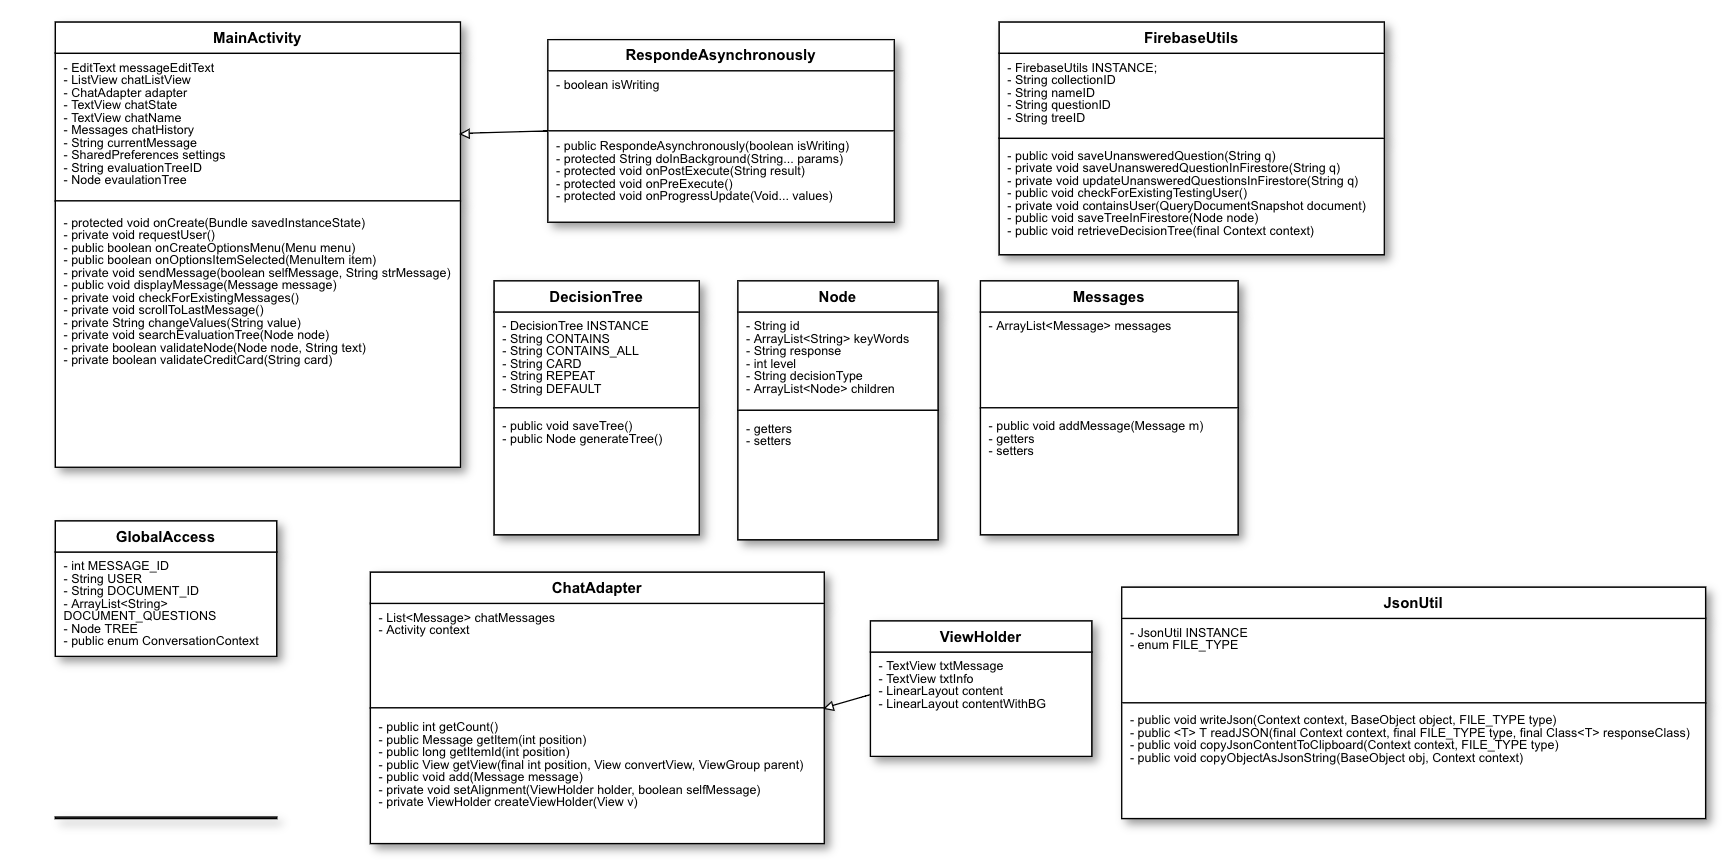 MainActivity
- EditText messageEditText
- ListView chatListView
- ChatAdapter adapter
- TextView chatState
- TextView chatName
- Messages chatHistory
- String currentMessage
- SharedPreferences settings
- String evaluationTreeID
- Node evaulationTree
- protected void onCreate(Bundle savedInstanceState)
- private void requestUser()
- public boolean onCreateOptionsMenu(Menu menu)
- public boolean onOptionsItemSelected(MenuItem item)
- private void sendMessage(boolean selfMessage, String strMessage)
- public void displayMessage(Message message)
- private void checkForExistingMessages()
- private void scrollToLastMessage()
- private String changeValues(String value)
- private void searchEvaluationTree(Node node)
- private boolean validateNode(Node node, String text)
- private boolean validateCreditCard(String card)
RespondeAsynchronously
- boolean isWriting
- public RespondeAsynchronously(boolean isWriting)
- protected String doInBackground(String... params)
- protected void onPostExecute(String result)
- protected void onPreExecute()
- protected void onProgressUpdate(Void... values)
FirebaseUtils
- FirebaseUtils INSTANCE;
- String collectionID
- String nameID
- String questionID
- String treeID
- public void saveUnansweredQuestion(String q)
- private void saveUnansweredQuestionInFirestore(String q)
- private void updateUnansweredQuestionsInFirestore(String q)
- public void checkForExistingTestingUser()
- private void containsUser(QueryDocumentSnapshot document)
- public void saveTreeInFirestore(Node node)
- public void retrieveDecisionTree(final Context context)
DecisionTree
- DecisionTree INSTANCE
- String CONTAINS
- String CONTAINS_ALL
- String CARD
- String REPEAT
- String DEFAULT
- public void saveTree()
- public Node generateTree()
Node
- String id
- ArrayList<String> keyWords
- String response
- int level
- String decisionType
- ArrayList<Node> children
- getters
- setters
Messages
- ArrayList<Message> messages
- public void addMessage(Message m)
- getters
- setters
GlobalAccess
- int MESSAGE_ID
- String USER
- String DOCUMENT_ID
- ArrayList<String>
DOCUMENT_QUESTIONS
- Node TREE
- public enum ConversationContext
ChatAdapter
- List<Message> chatMessages
- Activity context
- public int getCount()
- public Message getItem(int position)
- public long getItemId(int position)
- public View getView(final int position, View convertView, ViewGroup parent)
- public void add(Message message)
- private void setAlignment(ViewHolder holder, boolean selfMessage)
- private ViewHolder createViewHolder(View v)
ViewHolder
- TextView txtMessage
- TextView txtInfo
- LinearLayout content
- LinearLayout contentWithBG
JsonUtil
- JsonUtil INSTANCE
- enum FILE_TYPE
- public void writeJson(Context context, BaseObject object, FILE_TYPE type)
- public <T> T readJSON(final Context context, final FILE_TYPE type, final Class<T> responseClass)
- public void copyJsonContentToClipboard(Context context, FILE_TYPE type)
- public void copyObjectAsJsonString(BaseObject obj, Context context)